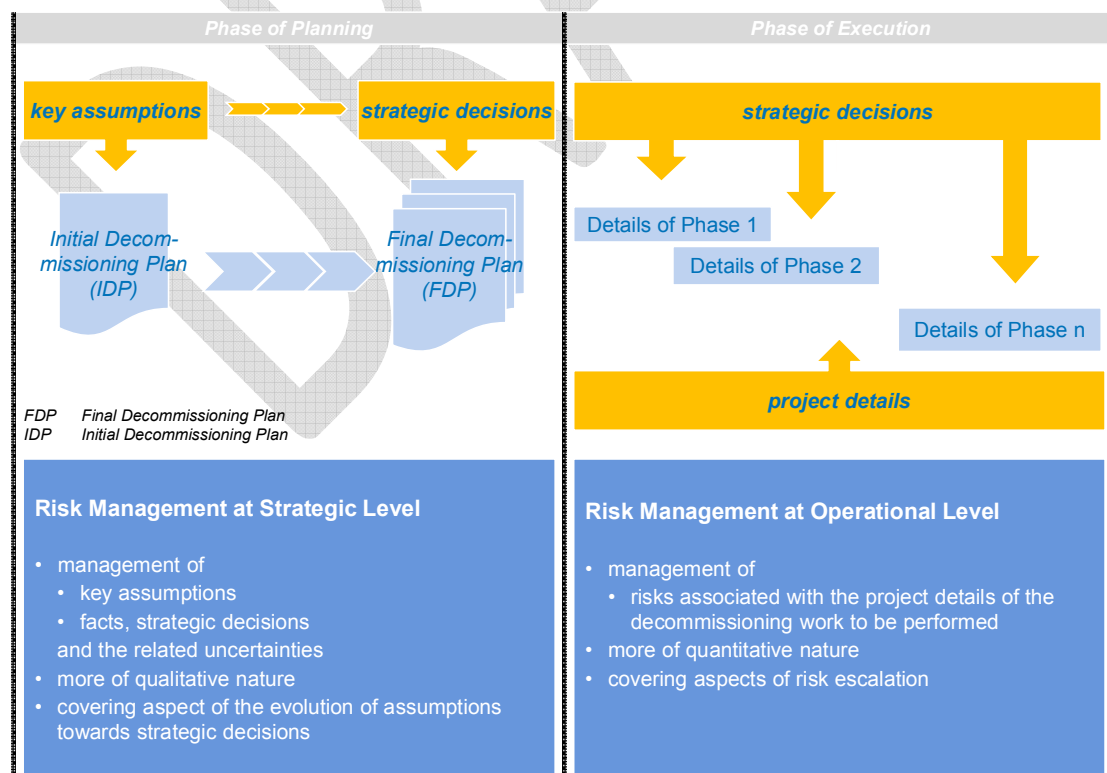 Phase of Planning
key assumptions
strategic decisions
Initial Decom-
missioning Plan
(IDP)
Final Decom-
missioning Plan
(FDP)
FDP Final Decommissioning Plan
IDP Initial Decommissioning Plan
Risk Management at Strategic Level
• management of
• key assumptions
• facts, strategic decisions
and the related uncertainties
• more of qualitative nature
• covering aspect of the evolution of assumptions
towards strategic decisions
Phase of Execution
strategic decisions
Details of Phase 1
Details of Phase 2
Details of Phase n
project details
Risk Management at Operational Level
• management of
• risks associated with the project details of the
decommissioning work to be performed
• more of quantitative nature
• covering aspects of risk escalation